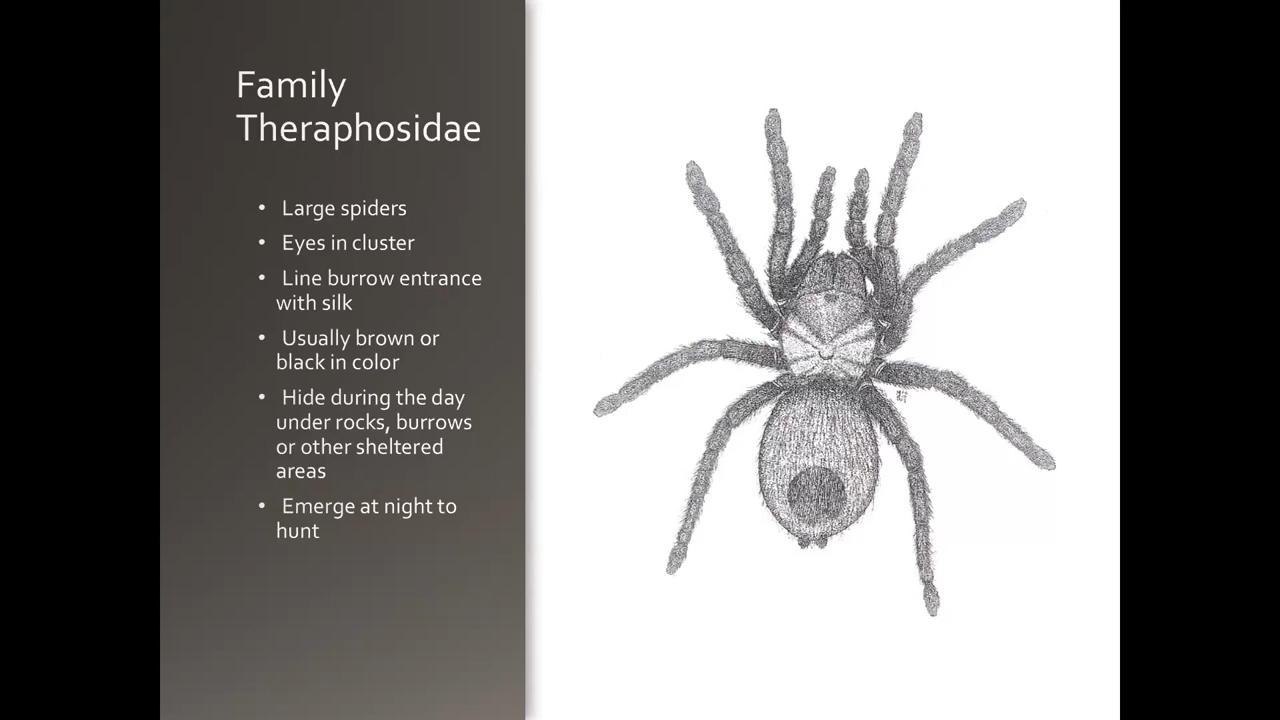 Family
Theraphosidae
• Large spiders
• Eyes in cluster
• Line burrow entrance
with silk
• Usually brown or
black in color
• Hide during the day
under rocks, burrows
or other sheltered
areas
• Emerge at night to
hunt